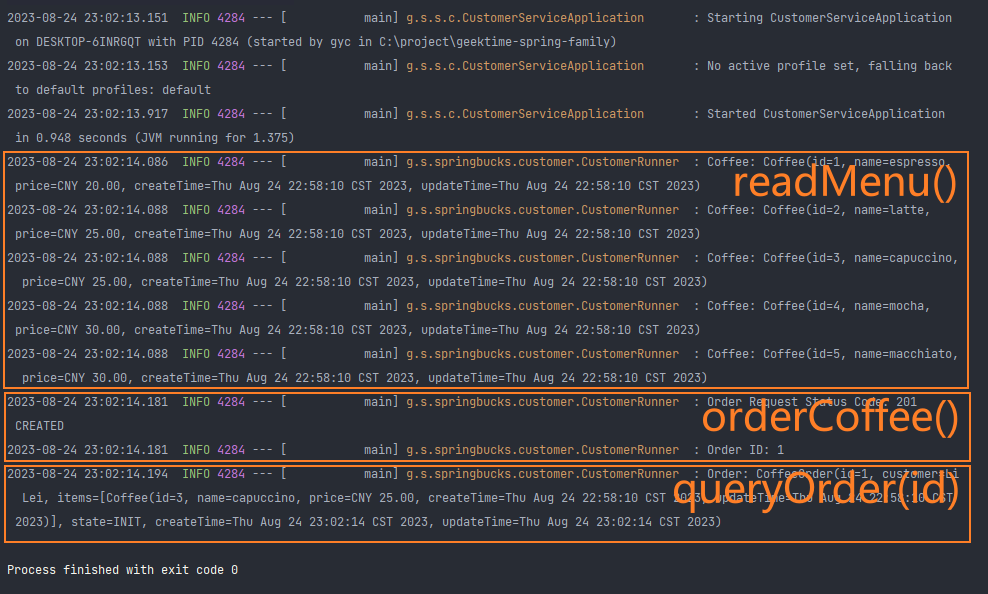 2023-08-24 23:02:13.151  INFO 4284 --- [           main] g.s.s.c.CustomerServiceApplication       : Starting CustomerServiceApplication
on DESKTOP-6INRGQT with PID 4284 (started by gyc in C:\project\geektime-spring-family)
2023-08-24 23:02:13.153  INFO 4284 --- [           main] g.s.s.c.CustomerServiceApplication       : No active profile set, falling back
to default profiles: default
2023-08-24 23:02:13.917  INFO 4284 --- [           main] g.s.s.c.CustomerServiceApplication       : Started CustomerServiceApplication
in 0.948 seconds (JVM running for 1.375)
2023-08-24 23:02:14.086  INFO 4284 --- [           main] g.s.springbucks.customer.CustomerRunner  : Coffee: Coffee(id=1, name=espresso,
price=CNY 20.00, createTime=Thu Aug 24 22:58:10 CST 2023, updateTime=Thu Aug 24 22:58:10 CST 2023)
readMenu()
2023-08-24 23:02:14.088  INFO 4284 --- [           main] g.s.springbucks.customer.CustomerRunner  : Coffee: Coffee(id=2, name=latte,
price=CNY 25.00, createTime=Thu Aug 24 22:58:10 CST 2023, updateTime=Thu Aug 24 22:58:10 CST 2023)
2023-08-24 23:02:14.088  INFO 4284 --- [           main] g.s.springbucks.customer.CustomerRunner  : Coffee: Coffee(id=3, name=capuccino,
price=CNY 25.00, createTime=Thu Aug 24 22:58:10 CST 2023, updateTime=Thu Aug 24 22:58:10 CST 2023)
2023-08-24 23:02:14.088  INFO 4284 --- [           main] g.s.springbucks.customer.CustomerRunner  : Coffee: Coffee(id=4, name=mocha,
price=CNY 30.00, createTime=Thu Aug 24 22:58:10 CST 2023, updateTime=Thu Aug 24 22:58:10 CST 2023)
2023-08-24 23:02:14.088  INFO 4284 --- [           main] g.s.springbucks.customer.CustomerRunner  : Coffee: Coffee(id=5, name=macchiato,
price=CNY 30.00, createTime=Thu Aug 24 22:58:10 CST 2023, updateTime=Thu Aug 24 22:58:10 CST 2023)
2023-08-24 23:02:14.181  INFO 4284 --- [           main] g.s.springbucks.customer.CustomerRunner  : Order Request Status Code: 201
CREATED
orderCoffee()
2023-08-24 23:02:14.181  INFO 4284 --- [           main] g.s.springbucks.customer.CustomerRunner  : Order ID: 1
2023-08-24 23:02:14.194  INFO 4284 --- [           main] g.s.springbucks.customer.CustomerRunner  : Order: CoffeeOrder(id=1, customer=Li
Lei, items=[Coffee(id=3, name=capuccino, price=CNY 25.00, createTime=Thu Aug 24 22:58:10 CST 2023, updateTime=Thu Aug 24 22:58:10 CST
queryOrder(id)
2023)], state=INIT, createTime=Thu Aug 24 23:02:14 CST 2023, updateTime=Thu Aug 24 23:02:14 CST 2023)
Process finished with exit code 0